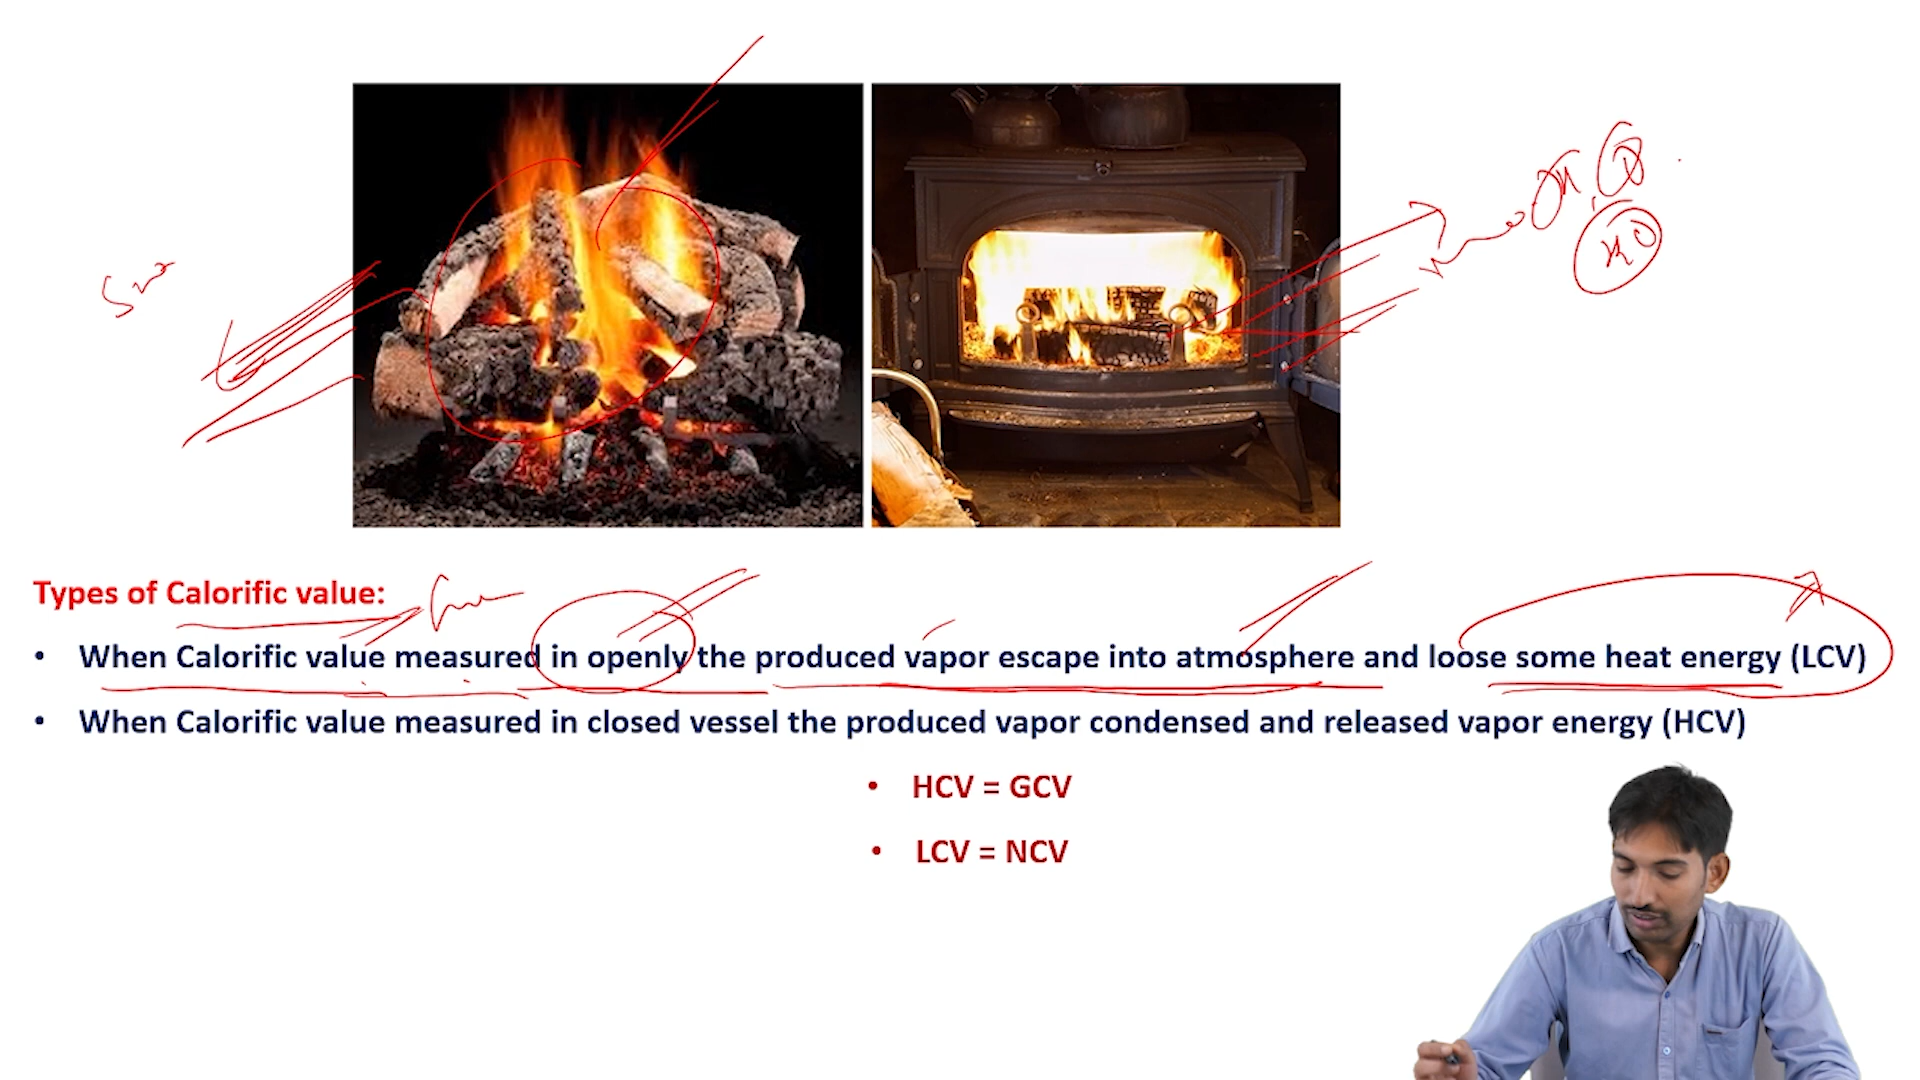 Types of Calorific value:
• When Calorific value measured in openly the produced vapor escape into atmosphere and loose some heat energy (LCV)
• When Calorific value measured in closed vessel the produced vapor condensed and released vapor energy (HCV)
• HCV = GCV
• LCV = NCV